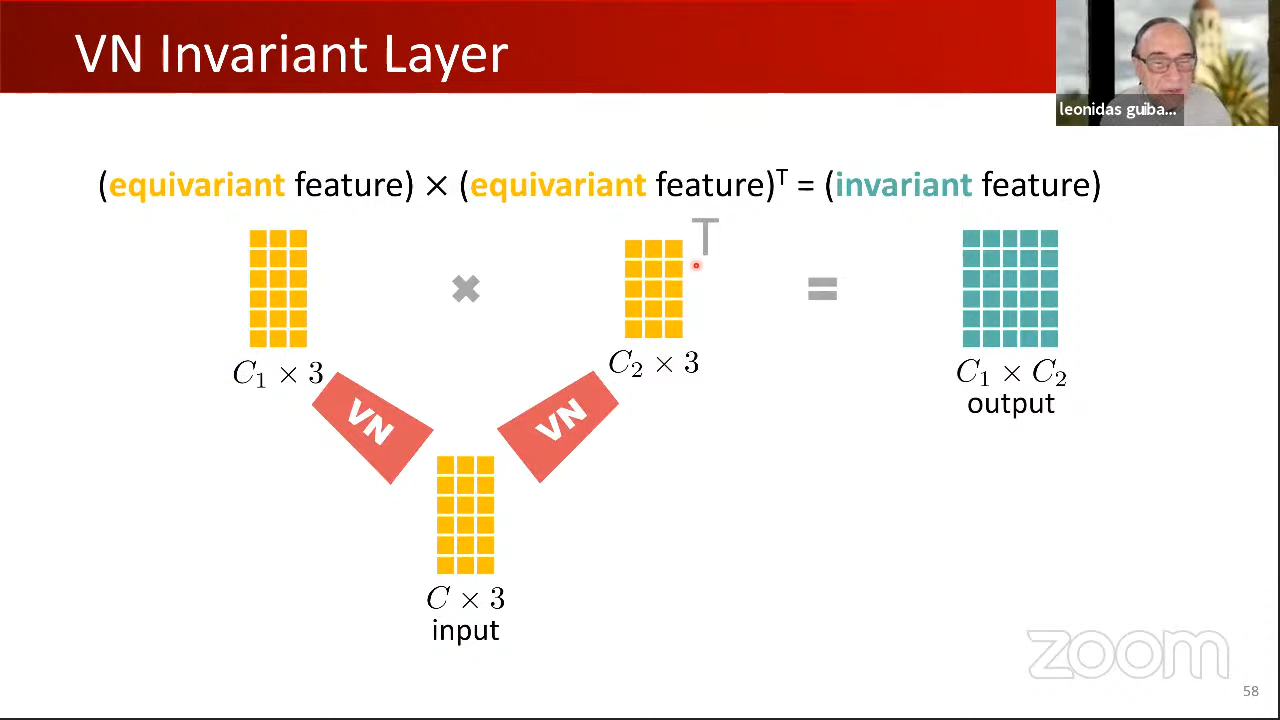 VN Invariant Layer
leonidas guiba...
(equivariant feature) × (equivariant feature)ᵀ = (invariant feature)
T
×
=
C₁ × 3
C₂ × 3
C₁ × C₂
output
VN
VN
C × 3
input
zoom
58